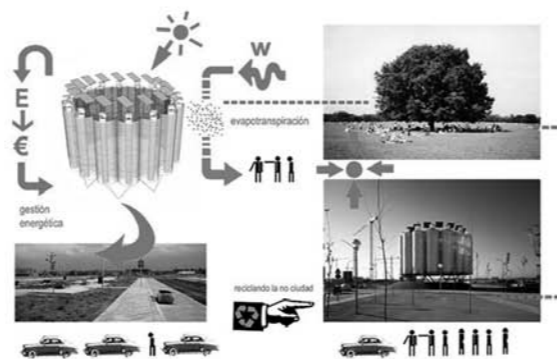 W
E
€
evapotranspiración
gestión
energética
reciclando la no ciudad